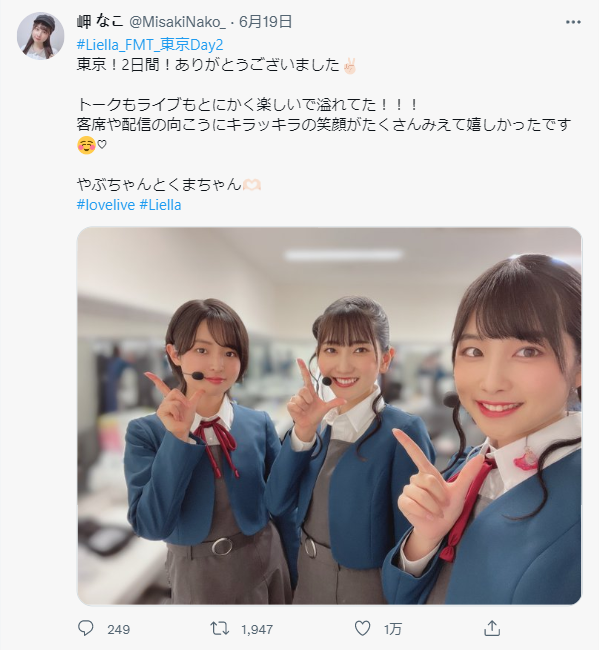 岬 なこ @MisakiNako_ · 6月19日
#Liella_FMT_東京Day2
東京！2日間！ありがとうございました✌🏻
トークもライブもとにかく楽しいで溢れてた！！！
客席や配信の向こうにキラッキラの笑顔がたくさんみえて嬉しかったです
☺️♡
やぶちゃんとくまちゃん🫶🏻
#lovelive #Liella
249 1,947 1万